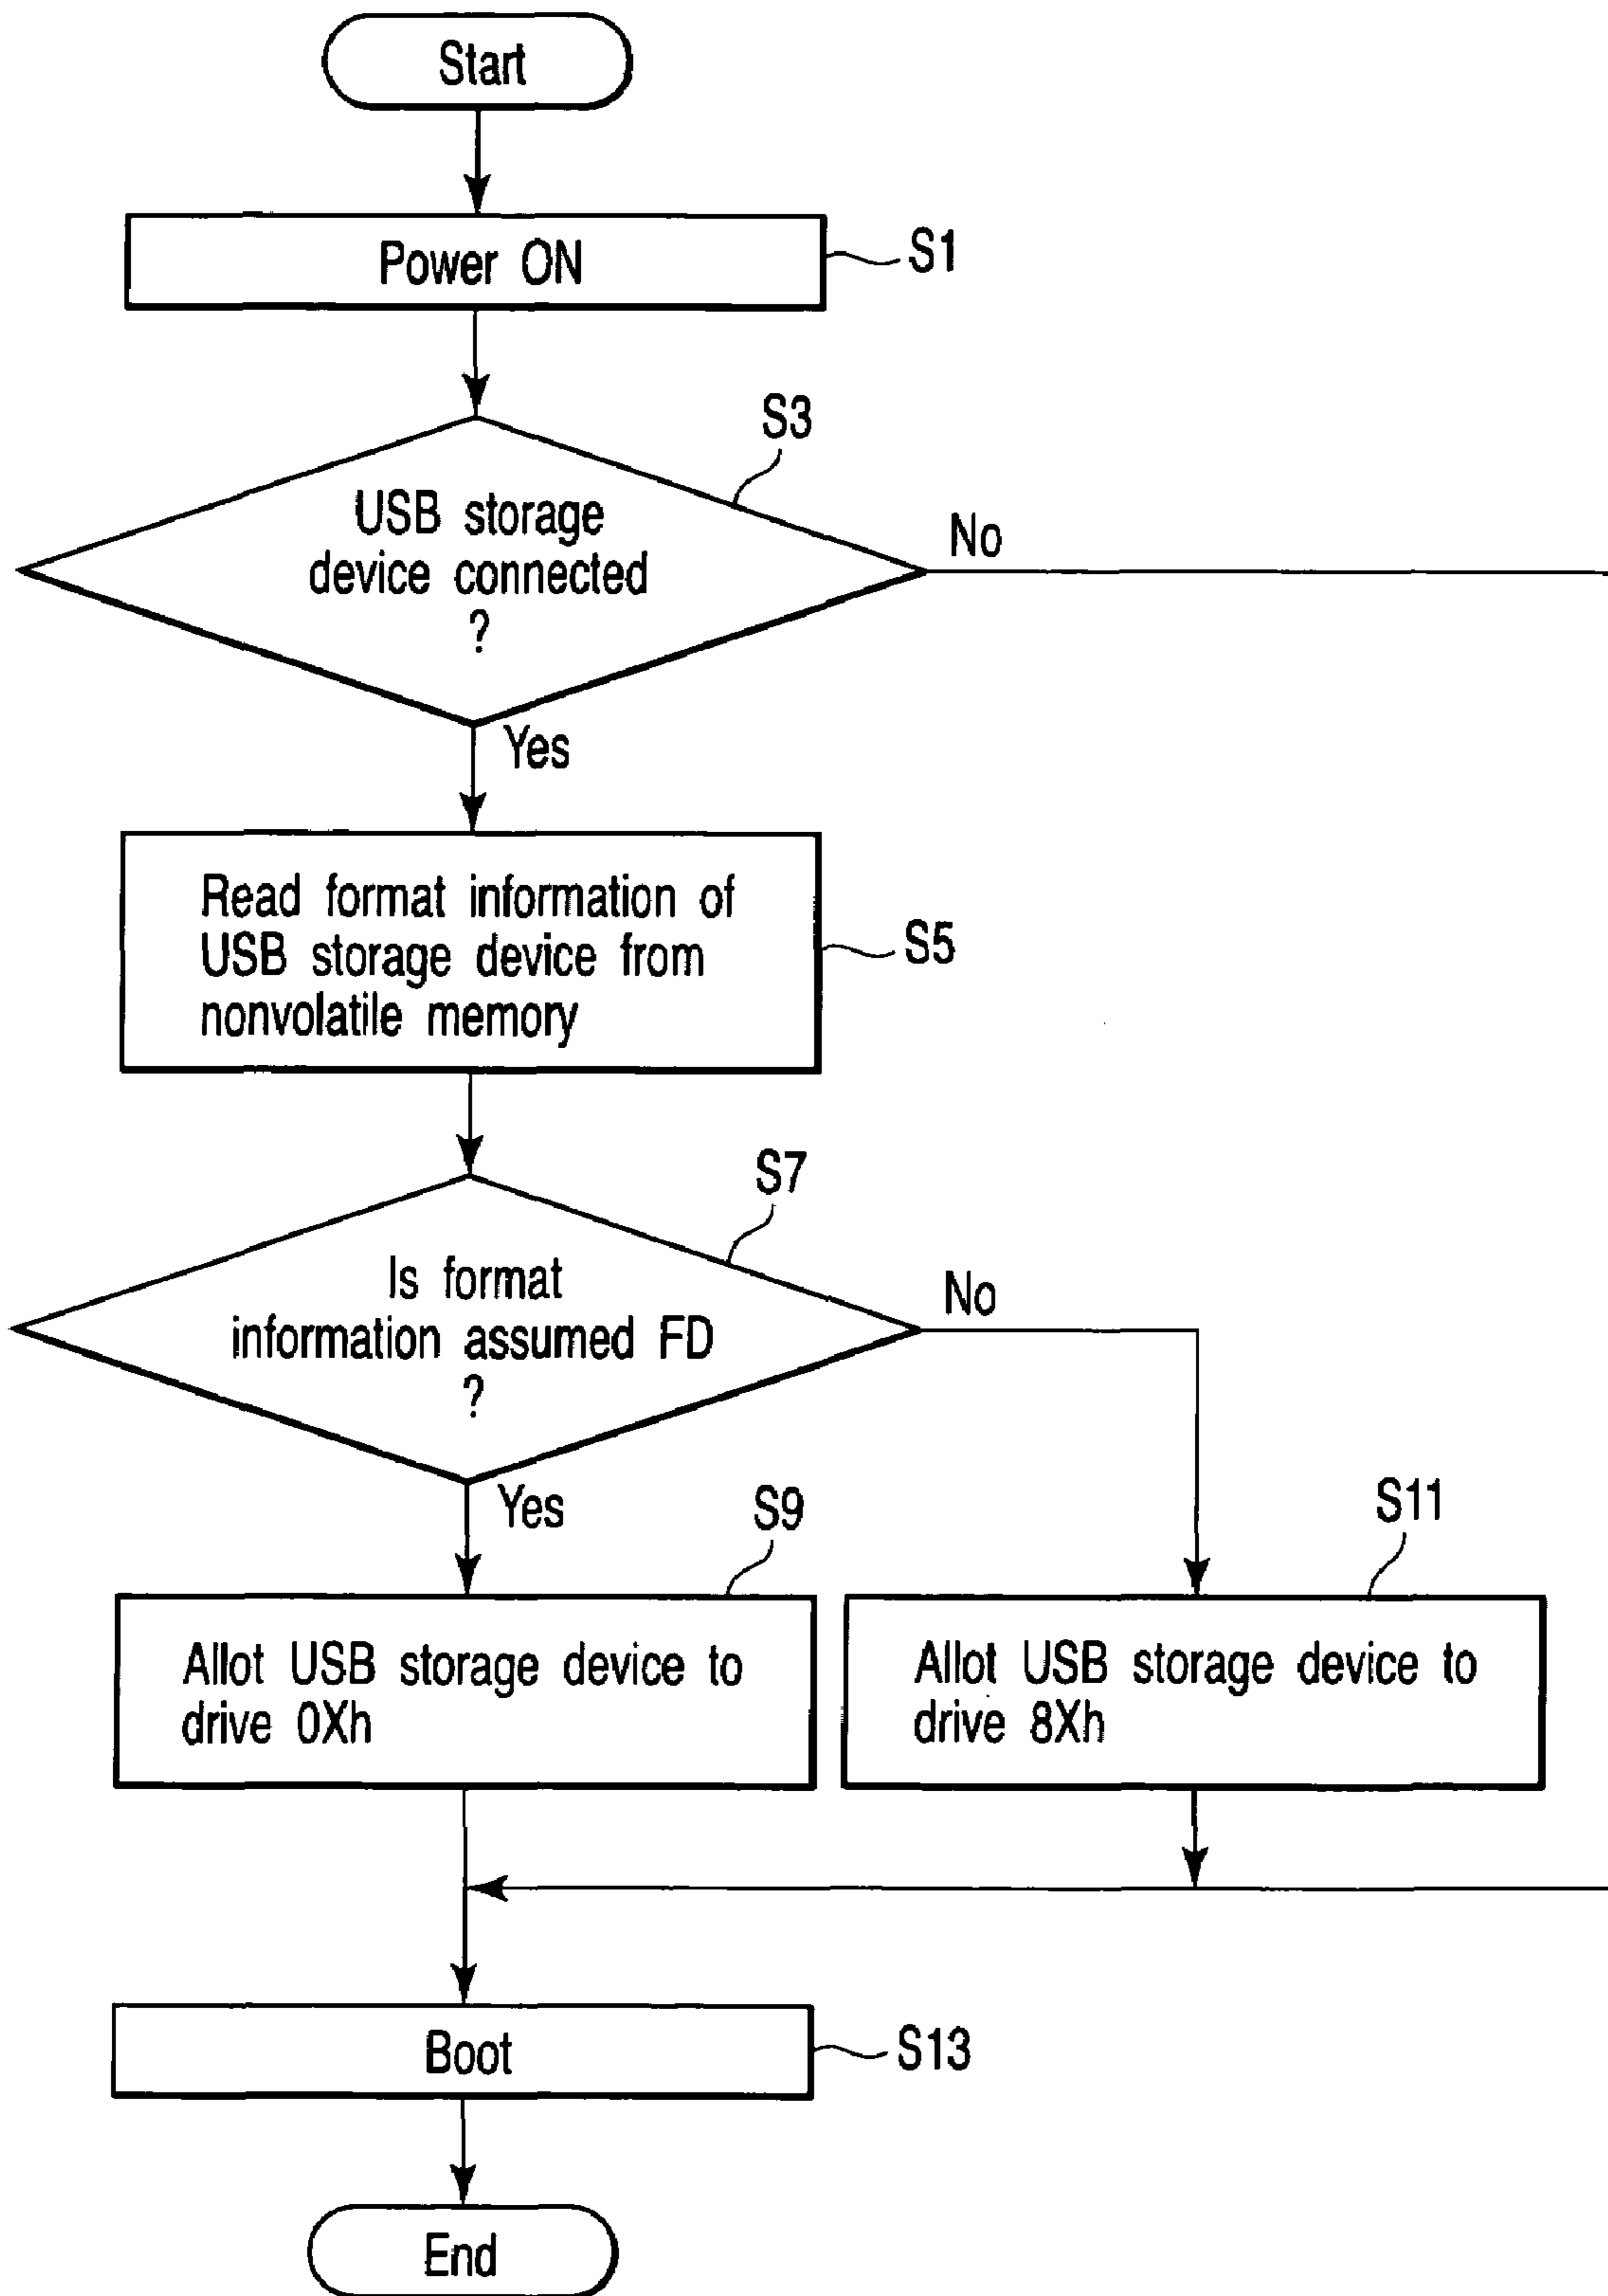 Start
Power ON
S1
S3
USB storage
device connected
?
No
Yes
Read format information of
USB storage device from
nonvolatile memory
S5
S7
Is format
information assumed FD
?
No
Yes
S9
S11
Allot USB storage device to
drive 0Xh
Allot USB storage device to
drive 8Xh
Boot
S13
End